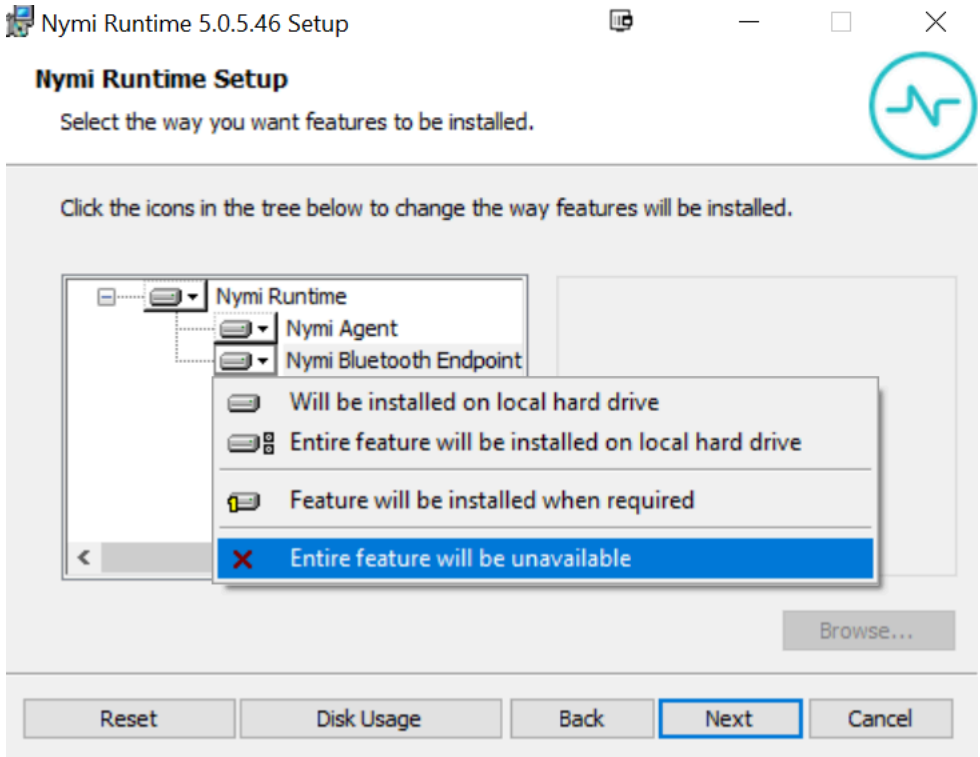 Nymi Runtime 5.0.5.46 Setup
Nymi Runtime Setup
Select the way you want features to be installed.
Click the icons in the tree below to change the way features will be installed.
Nymi Runtime
Nymi Agent
Nymi Bluetooth Endpoint
Will be installed on local hard drive
Entire feature will be installed on local hard drive
Feature will be installed when required
Entire feature will be unavailable
Browse...
Reset Disk Usage Back Next Cancel